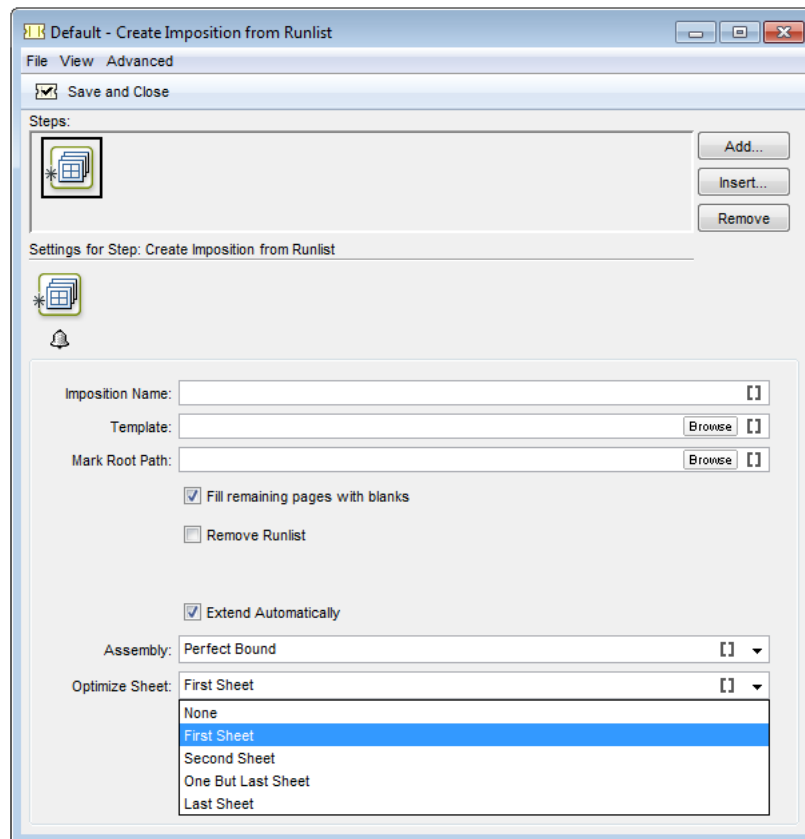 Default - Create Imposition from Runlist
File View Advanced
Save and Close
Steps:
Add...
Insert...
Remove
Settings for Step: Create Imposition from Runlist
Imposition Name: []
Template: Browse []
Mark Root Path: Browse []
Fill remaining pages with blanks
Remove Runlist
Extend Automatically
Assembly: Perfect Bound []
Optimize Sheet: First Sheet []
None
First Sheet
Second Sheet
One But Last Sheet
Last Sheet